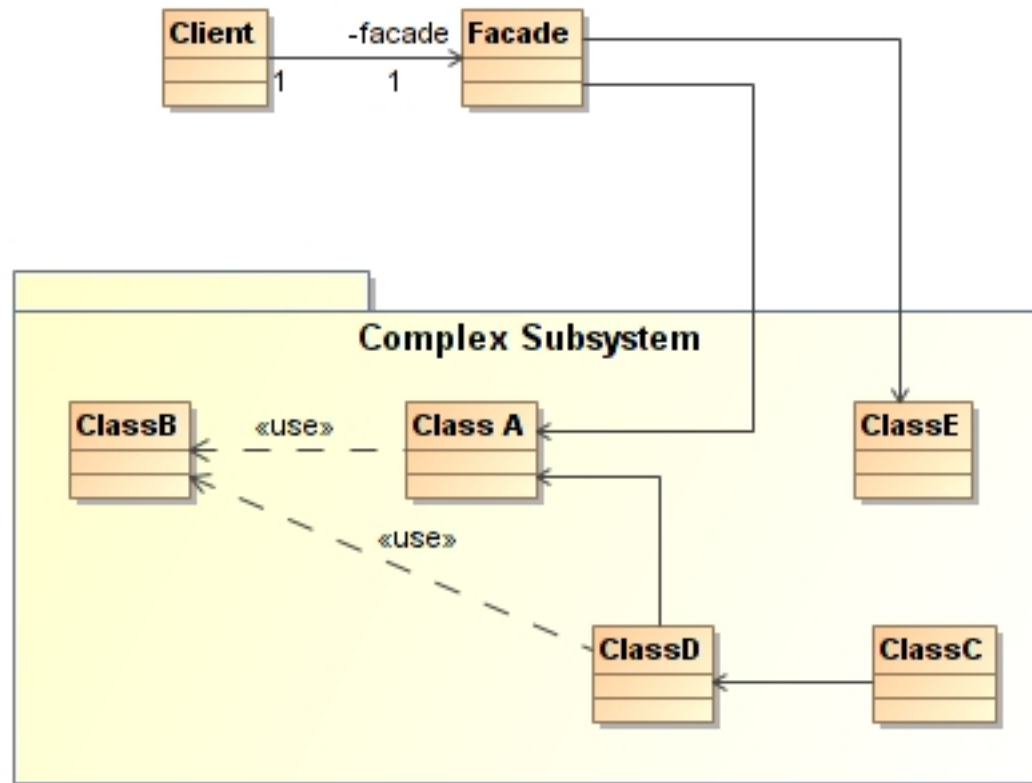 Client
-facade
Facade
1
1
Complex Subsystem
ClassB
«use»
Class A
ClassE
«use»
ClassD
ClassC